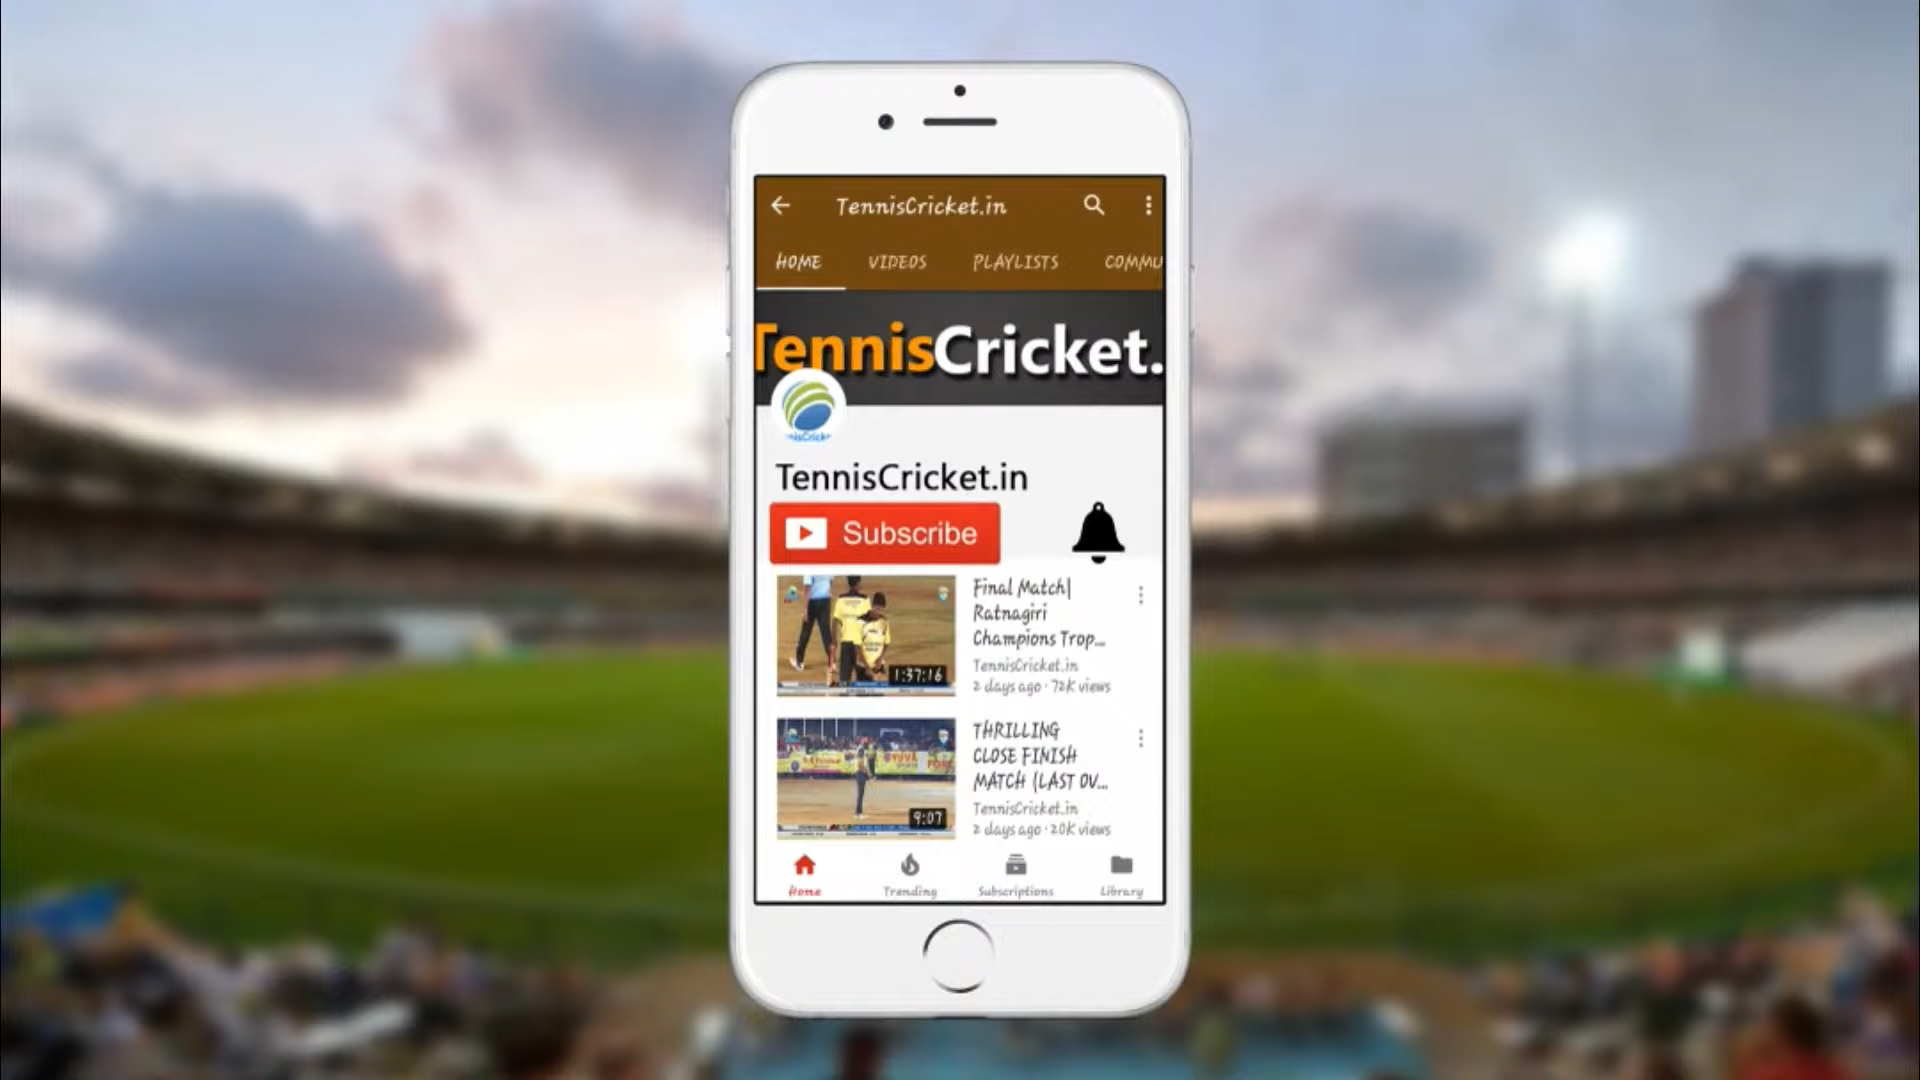 TennisCricket.in
HOME VIDEOS PLAYLISTS COMMU
TennisCricket.
TennisCricket.in
Subscribe
Final Match|
Ratnagiri
Champions Trop...
TennisCricket.in
2 days ago · 72K views
1:37:16
THRILLING
CLOSE FINISH
MATCH (LAST OV...
TennisCricket.in
2 days ago · 20K views
9:07
Home Trending Subscriptions Library